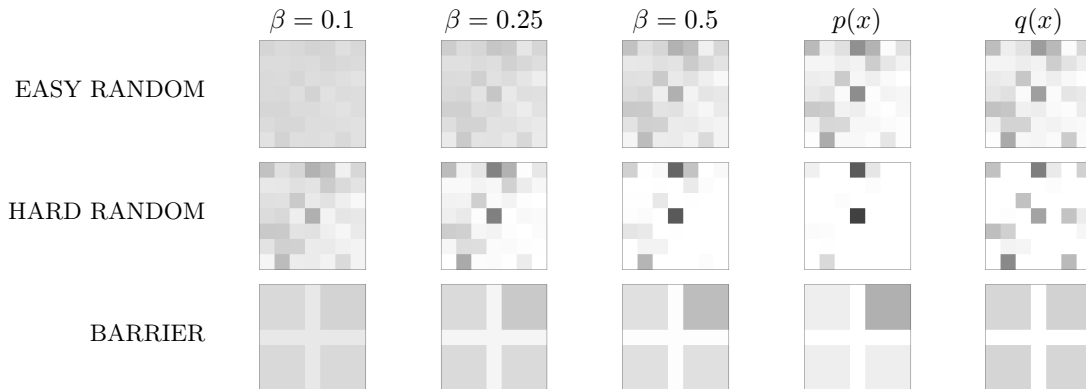 β = 0.1 β = 0.25 β = 0.5 p(x) q(x)
EASY RANDOM
HARD RANDOM
BARRIER